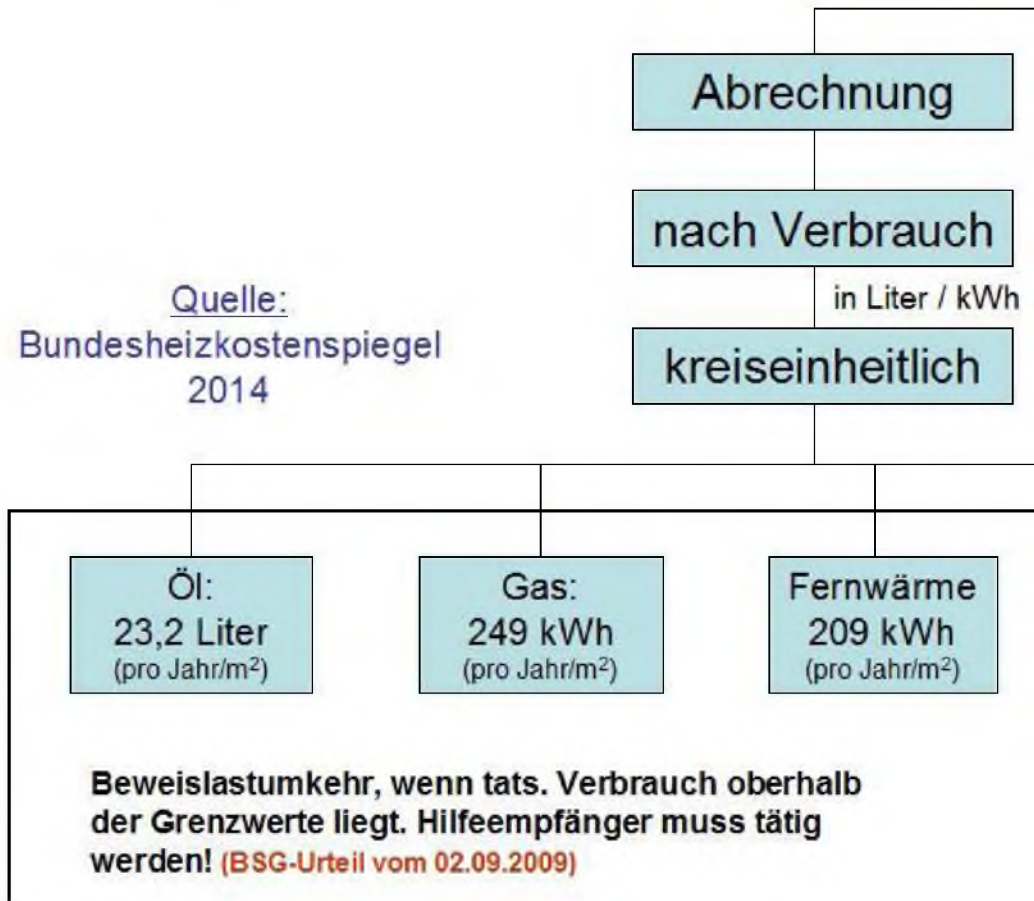 Abrechnung
nach Verbrauch
in Liter / kWh
Quelle:
Bundesheizkostenspiegel
2014
kreiseinheitlich
Öl:
23,2 Liter
(pro Jahr/m²)
Gas:
249 kWh
(pro Jahr/m²)
Fernwärme
209 kWh
(pro Jahr/m²)
Beweislastumkehr, wenn tats. Verbrauch oberhalb
der Grenzwerte liegt. Hilfeempfänger muss tätig
werden! (BSG-Urteil vom 02.09.2009)